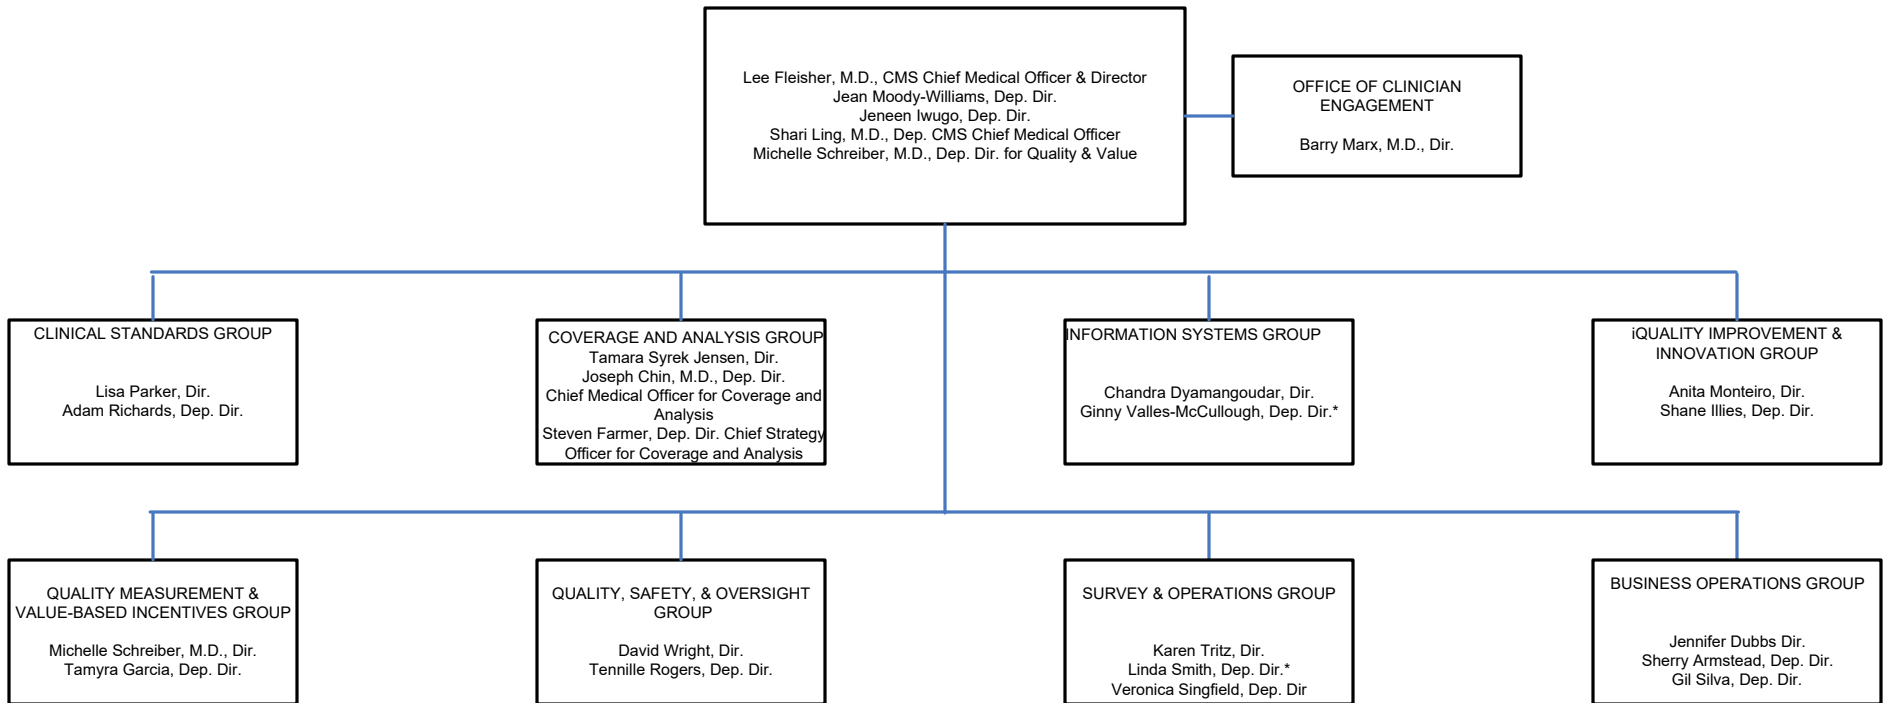 Lee Fleisher, M.D., CMS Chief Medical Officer & Director
Jean Moody-Williams, Dep. Dir.
Jeneen Iwugo, Dep. Dir.
Shari Ling, M.D., Dep. CMS Chief Medical Officer
Michelle Schreiber, M.D., Dep. Dir. for Quality & Value
OFFICE OF CLINICIAN
ENGAGEMENT
Barry Marx, M.D., Dir.
CLINICAL STANDARDS GROUP
Lisa Parker, Dir.
Adam Richards, Dep. Dir.
COVERAGE AND ANALYSIS GROUP
Tamara Syrek Jensen, Dir.
Joseph Chin, M.D., Dep. Dir.
Chief Medical Officer for Coverage and
Analysis
Steven Farmer, Dep. Dir. Chief Strategy
Officer for Coverage and Analysis
INFORMATION SYSTEMS GROUP
Chandra Dyamangoudar, Dir.
Ginny Valles-McCullough, Dep. Dir.*
iQUALITY IMPROVEMENT &
INNOVATION GROUP
Anita Monteiro, Dir.
Shane Illies, Dep. Dir.
QUALITY MEASUREMENT &
VALUE-BASED INCENTIVES GROUP
Michelle Schreiber, M.D., Dir.
Tamyra Garcia, Dep. Dir.
QUALITY, SAFETY, & OVERSIGHT
GROUP
David Wright, Dir.
Tennille Rogers, Dep. Dir.
SURVEY & OPERATIONS GROUP
Karen Tritz, Dir.
Linda Smith, Dep. Dir.*
Veronica Singfield, Dep. Dir
BUSINESS OPERATIONS GROUP
Jennifer Dubbs Dir.
Sherry Armstead, Dep. Dir.
Gil Silva, Dep. Dir.